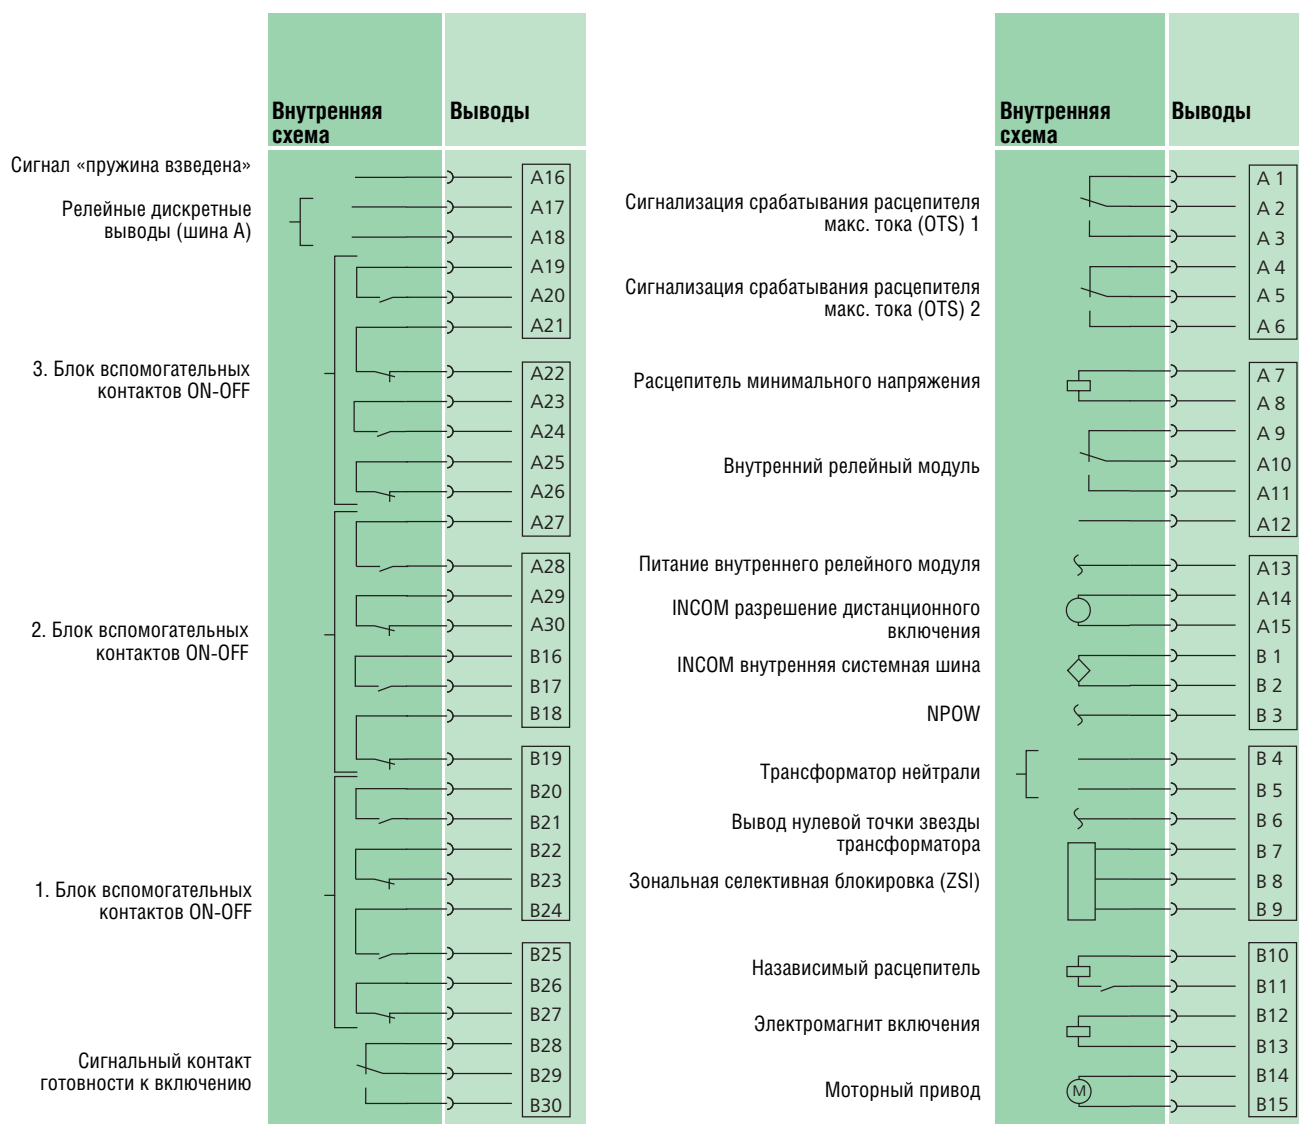 Внутренняя
схема
Выводы
Сигнал «пружина взведена»
A16
Релейные дискретные
выводы (шина A)
A17
A18
A19
A20
A21
3. Блок вспомогательных
контактов ON-OFF
A22
A23
A24
A25
A26
A27
2. Блок вспомогательных
контактов ON-OFF
A28
A29
A30
B16
B17
B18
B19
B20
B21
B22
1. Блок вспомогательных
контактов ON-OFF
B23
B24
B25
B26
B27
Сигнальный контакт
готовности к включению
B28
B29
B30
Внутренняя
схема
Выводы
Сигнализация срабатывания расцепителя
макс. тока (OTS) 1
A 1
A 2
A 3
Сигнализация срабатывания расцепителя
макс. тока (OTS) 2
A 4
A 5
A 6
Расцепитель минимального напряжения
A 7
A 8
Внутренний релейный модуль
A 9
A10
A11
A12
Питание внутреннего релейного модуля
A13
INCOM разрешение дистанционного
включения
A14
A15
INCOM внутренняя системная шина
B 1
B 2
NPOW
B 3
Трансформатор нейтрали
B 4
B 5
Вывод нулевой точки звезды
трансформатора
B 6
Зональная селективная блокировка (ZSI)
B 7
B 8
B 9
Назависимый расцепитель
B10
B11
Электромагнит включения
B12
B13
Моторный привод
M
B14
B15